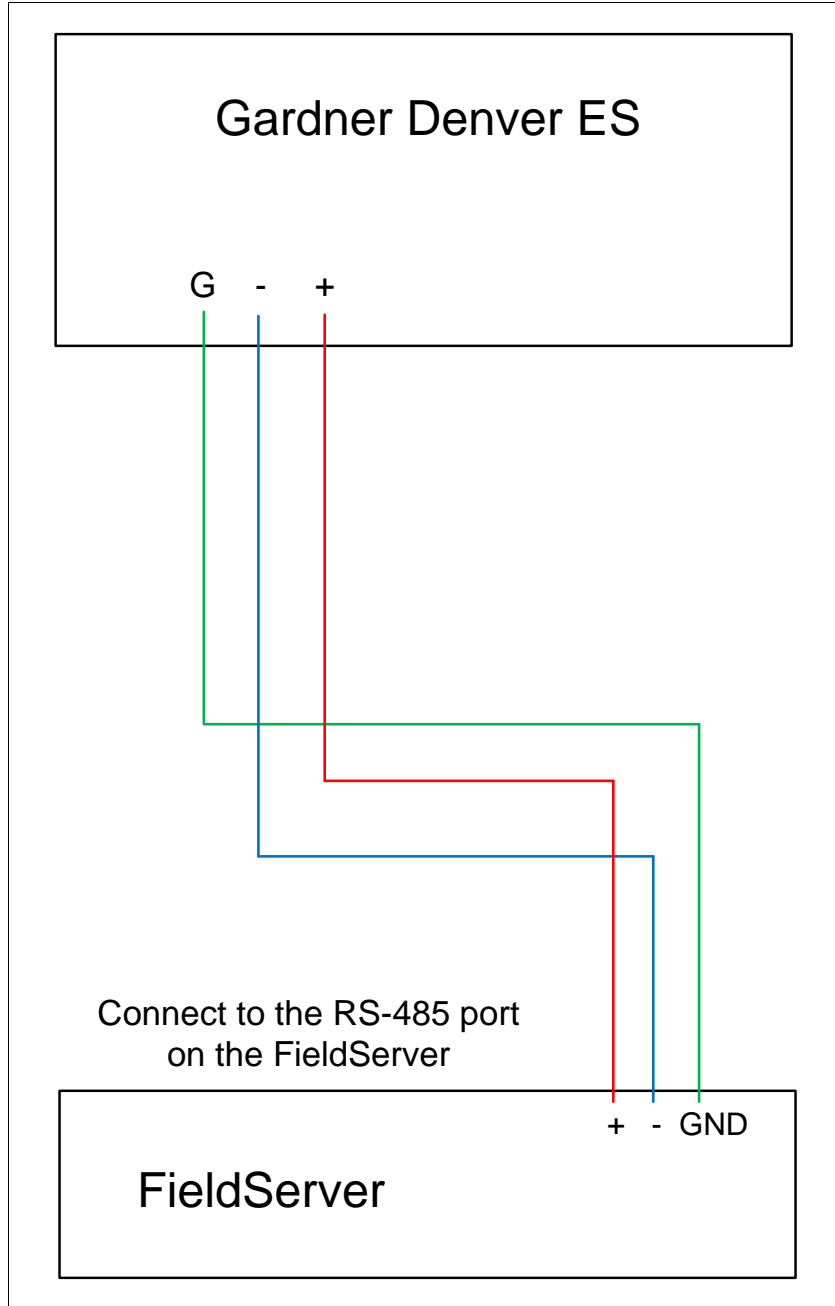 Gardner Denver ES
G - +
Connect to the RS-485 port
on the FieldServer
+ - GND
FieldServer